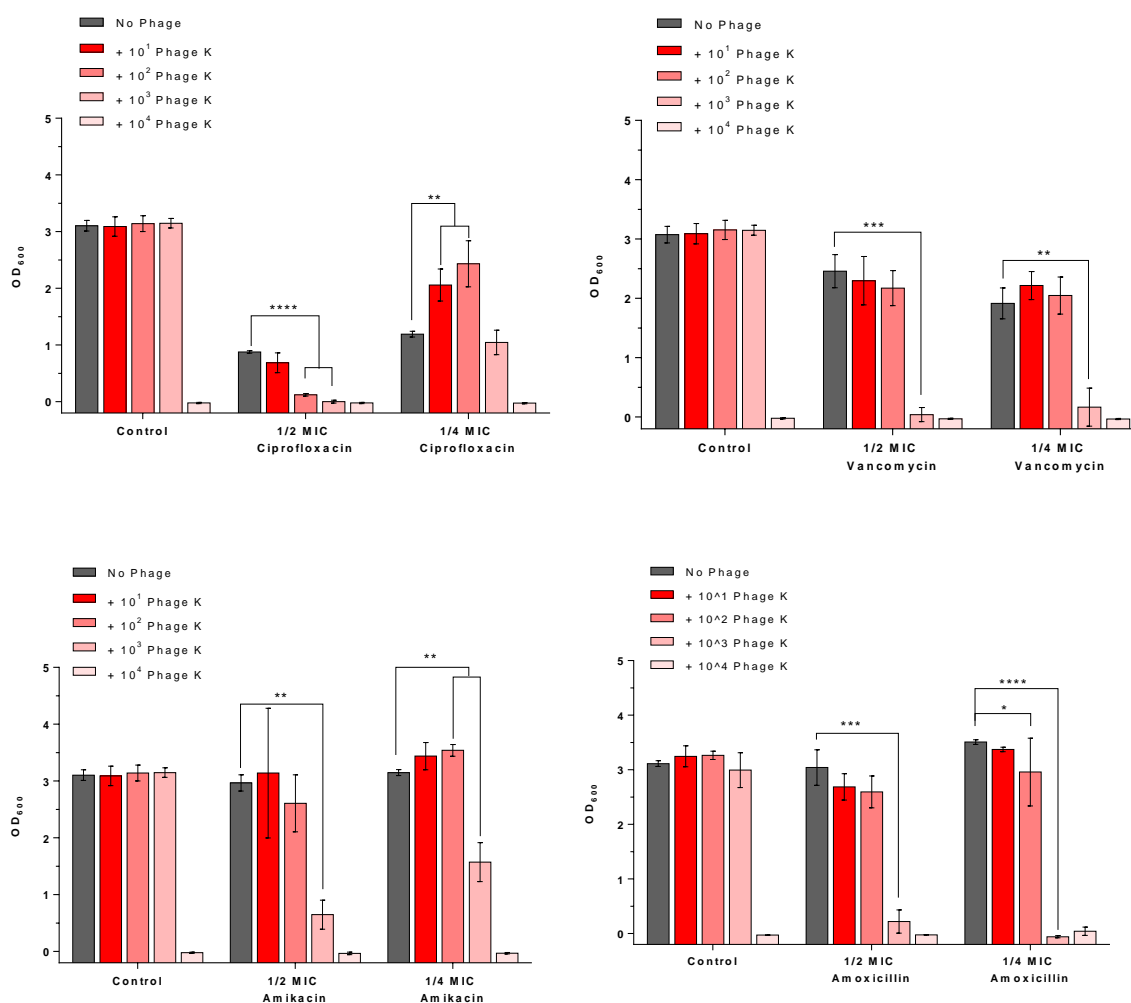 No Phage
+ 10¹ Phage K
+ 10² Phage K
+ 10³ Phage K
+ 10⁴ Phage K
5
4
3
2
1
0
OD₆₀₀
**
****
Control
1/2 MIC
Ciprofloxacin
1/4 MIC
Ciprofloxacin
No Phage
+ 10¹ Phage K
+ 10² Phage K
+ 10³ Phage K
+ 10⁴ Phage K
5
4
3
2
1
0
OD₆₀₀
***
**
Control
1/2 MIC
Vancomycin
1/4 MIC
Vancomycin
No Phage
+ 10¹ Phage K
+ 10² Phage K
+ 10³ Phage K
+ 10⁴ Phage K
5
4
3
2
1
0
OD₆₀₀
**
**
Control
1/2 MIC
Amikacin
1/4 MIC
Amikacin
No Phage
+ 10^1 Phage K
+ 10^2 Phage K
+ 10^3 Phage K
+ 10^4 Phage K
5
4
3
2
1
0
OD₆₀₀
***
****
*
Control
1/2 MIC
Amoxicillin
1/4 MIC
Amoxicillin